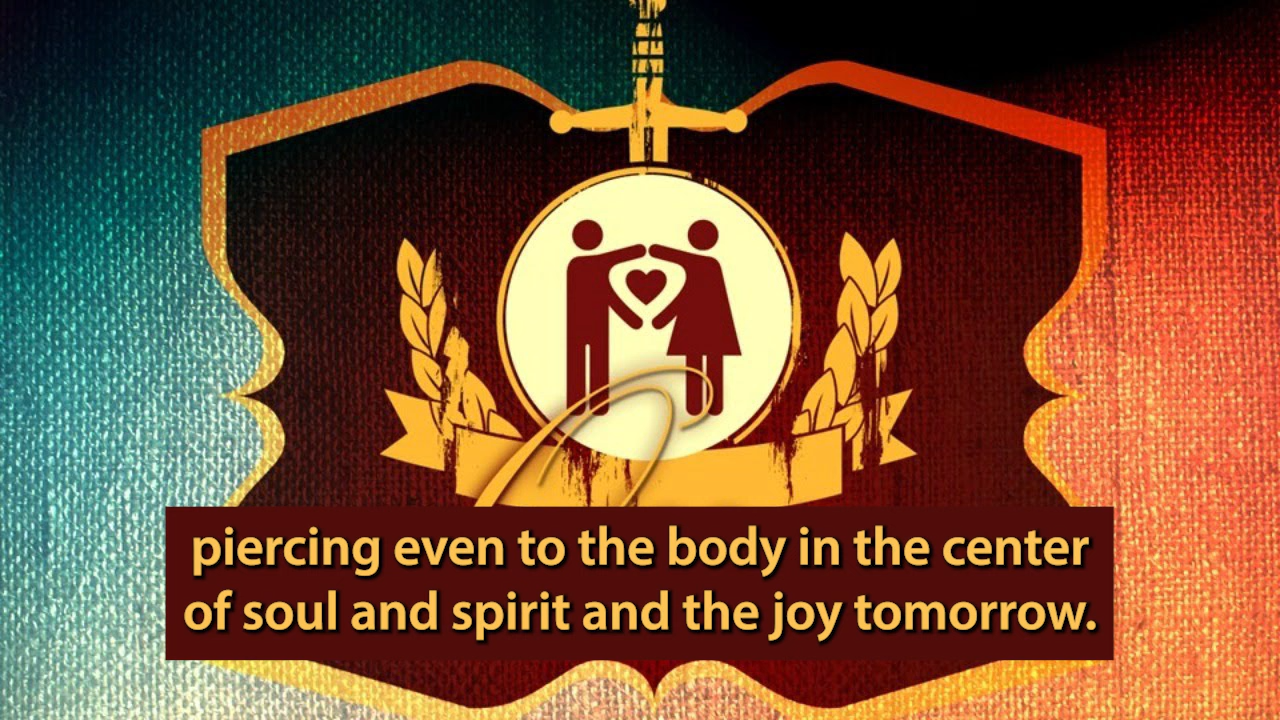 piercing even to the body in the center
of soul and spirit and the joy tomorrow.